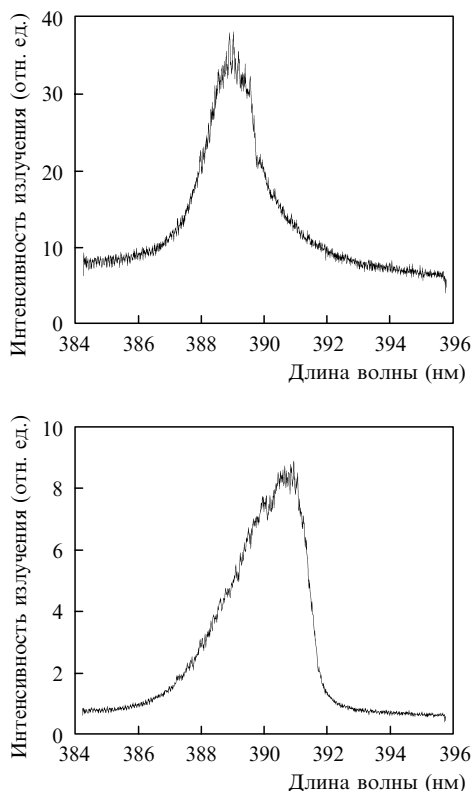 Интенсивность излучения (отн. ед.)
40
30
20
10
0
384 386 388 390 392 394 396
Длина волны (нм)
Интенсивность излучения (отн. ед.)
10
8
6
4
2
0
384 386 388 390 392 394 396
Длина волны (нм)